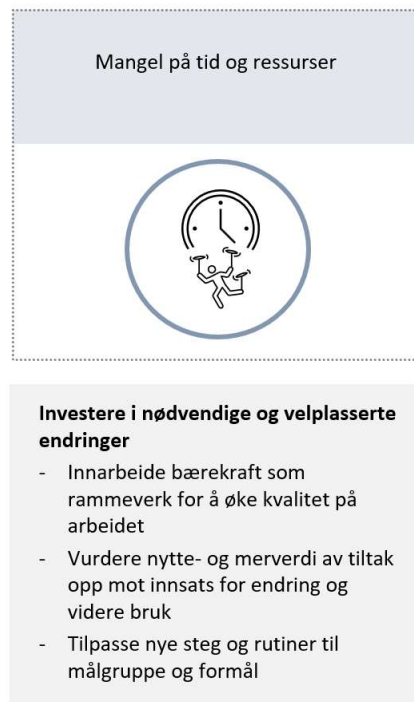 Mangel på tid og ressurser
Investere i nødvendige og velplasserte
endringer
- Innarbeide bærekraft som
rammeverk for å øke kvalitet på
arbeidet
- Vurdere nytte- og merverdi av tiltak
opp mot innsats for endring og
videre bruk
- Tilpasse nye steg og rutiner til
målgruppe og formål